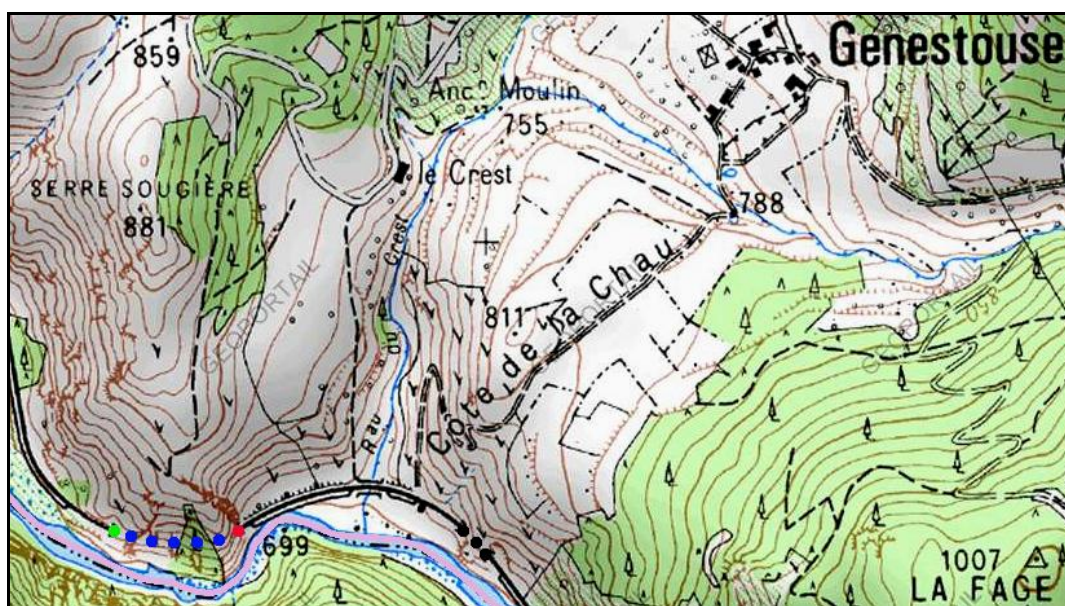 859
Genestouse
Anc. Moulin
755
le Crest
SERRE SOUGIÈRE
881
788
Rau du Crest
Côte de la Chau
811
699
1007
LA FAGE
GEOPORTAIL
GEOPORTAIL